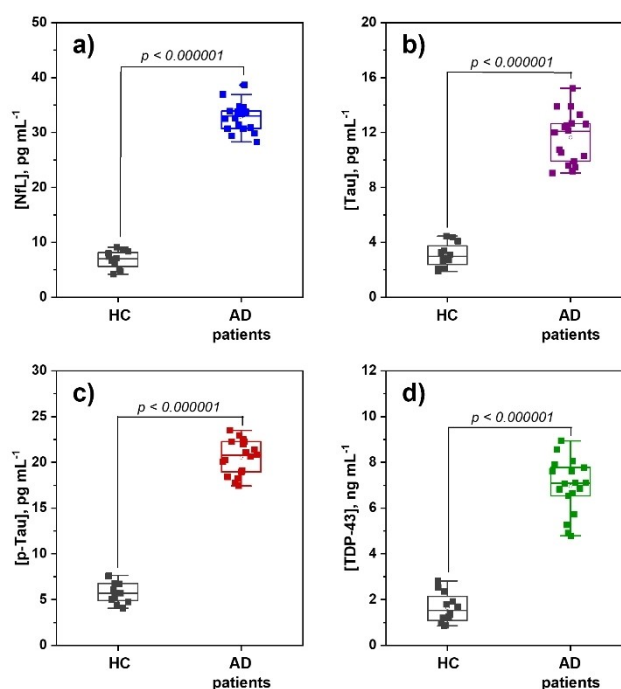 a)
p < 0.000001
[NfL], pg mL⁻¹
50
40
30
20
10
0
HC
AD
patients
b)
p < 0.000001
[Tau], pg mL⁻¹
20
16
12
8
4
0
HC
AD
patients
c)
p < 0.000001
[p-Tau], pg mL⁻¹
30
25
20
15
10
5
0
HC
AD
patients
d)
p < 0.000001
[TDP-43], ng mL⁻¹
12
10
8
6
4
2
0
HC
AD
patients